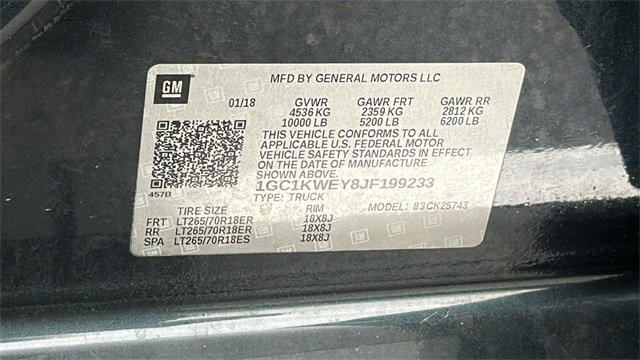 GM
MFD BY GENERAL MOTORS LLC
01/18 GVWR GAWR FRT GAWR RR
4536 KG 2359 KG 2812 KG
10000 LB 5200 LB 6200 LB
THIS VEHICLE CONFORMS TO ALL
APPLICABLE U.S. FEDERAL MOTOR
VEHICLE SAFETY STANDARDS IN EFFECT
ON THE DATE OF MANUFACTURE
SHOWN ABOVE.
457B 1GC1KWEY8JF199233
TYPE: TRUCK MODEL: 83CK25743
TIRE SIZE RIM
FRT LT265/70R18ER 18X8J
RR LT265/70R18ER 18X8J
SPA LT265/70R18ES 18X8J